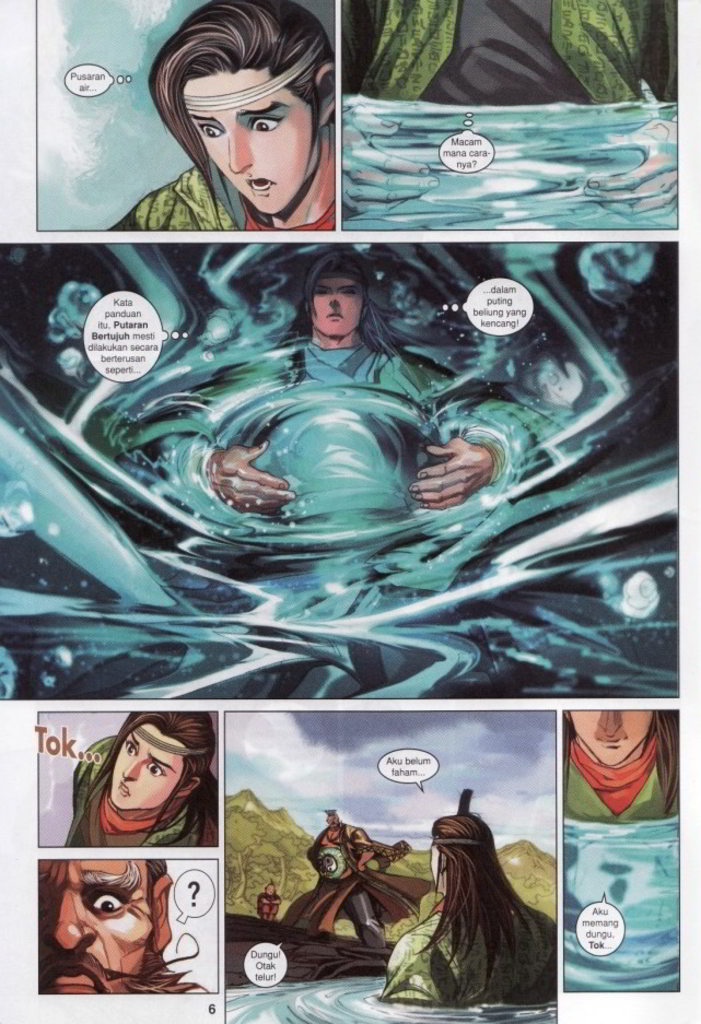 Pusaran
air...
Macam
mana cara-
nya?
Kata
panduan
itu, Putaran
Bertujuh mesti
dilakukan secara
berterusan
seperti...
...dalam
puting
beliung yang
kencang!
Tok...
?
Aku belum
faham...
Dungu!
Otak
telur!
Aku
memang
dungu,
Tok...
6